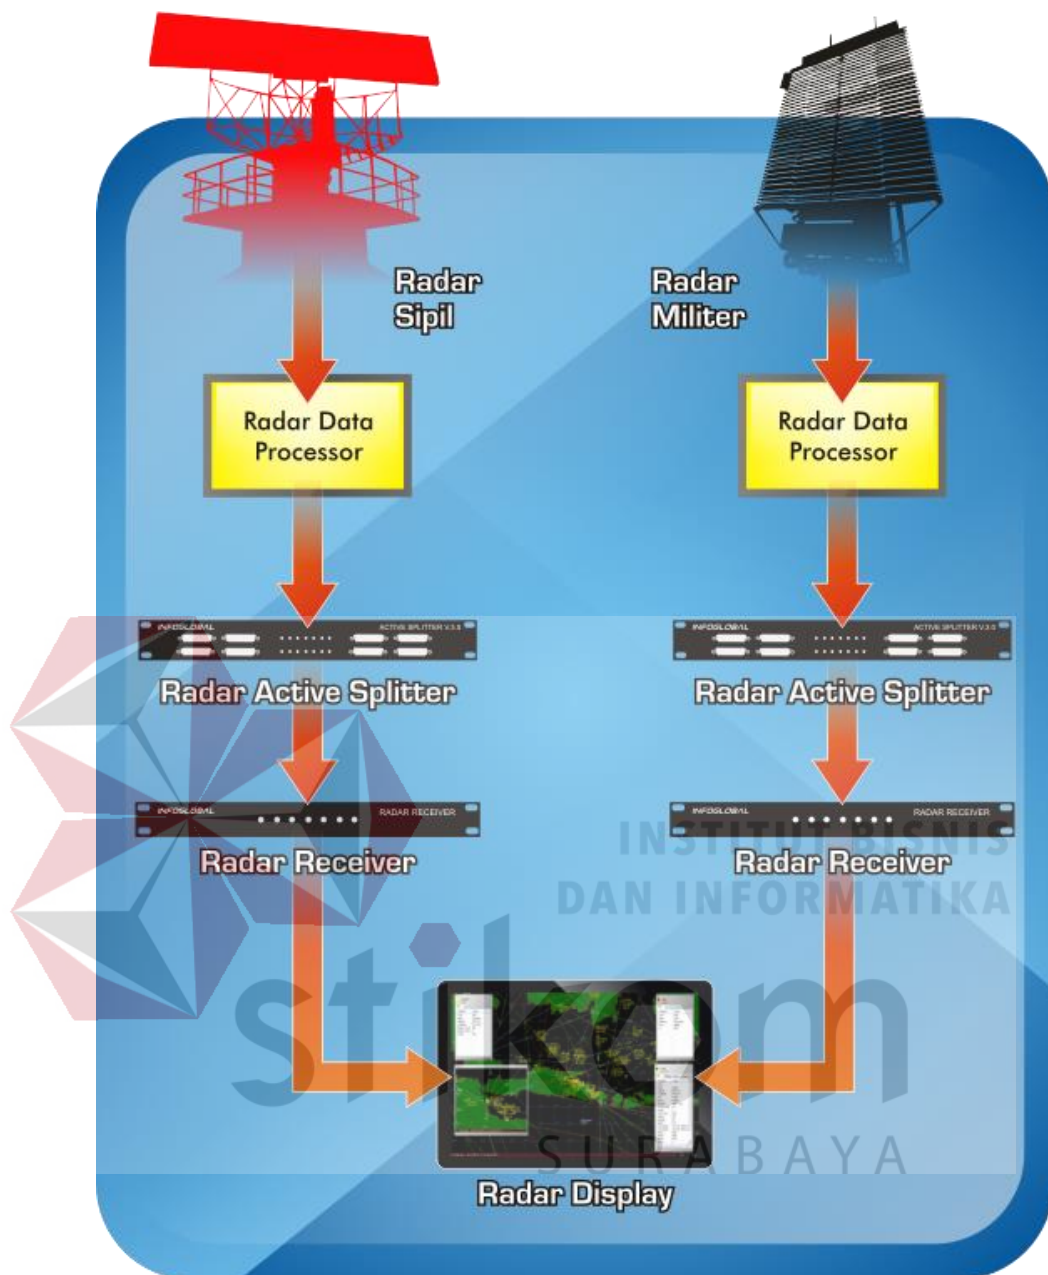 Radar
Sipil
Radar
Militer
Radar Data
Processor
Radar Data
Processor
INFOGLOBAL
ACTIVE SPLITTER V.3.0
INFOGLOBAL
ACTIVE SPLITTER V.3.0
Radar Active Splitter
Radar Active Splitter
INFOGLOBAL
RADAR RECEIVER
INFOGLOBAL
RADAR RECEIVER
Radar Receiver
Radar Receiver
INSTITUT BISNIS
DAN INFORMATIKA
stikom
SURABAYA
Radar Display